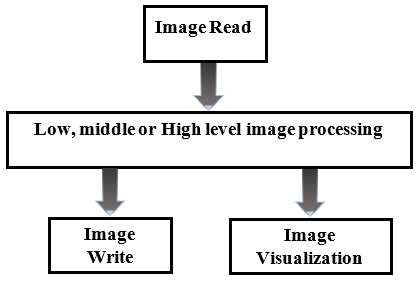 Image Read
Low, middle or High level image processing
Image
Write
Image
Visualization